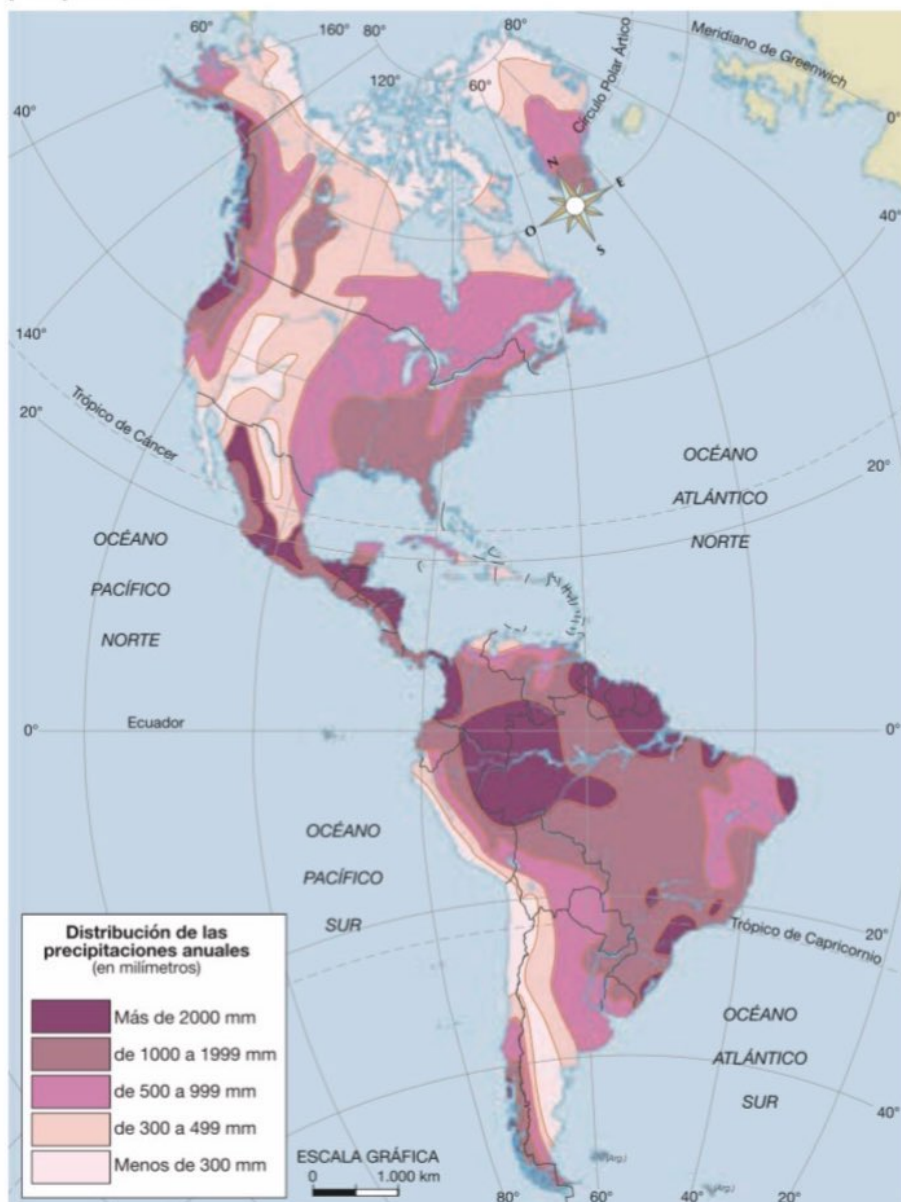 60°
160°
80°
120°
60°
80°
Círculo Polar Ártico
Meridiano de Greenwich
0°
40°
N
E
O
S
40°
140°
20°
Trópico de Cáncer
OCÉANO
ATLÁNTICO
NORTE
20°
OCÉANO
PACÍFICO
NORTE
0°
Ecuador
0°
OCÉANO
PACÍFICO
SUR
Trópico de Capricornio
20°
OCÉANO
ATLÁNTICO
SUR
40°
Distribución de las
precipitaciones anuales
(en milímetros)
Más de 2000 mm
de 1000 a 1999 mm
de 500 a 999 mm
de 300 a 499 mm
Menos de 300 mm
ESCALA GRÁFICA
0 1.000 km
(Arg.)
(Arg.)
80°
60°
40°
20°